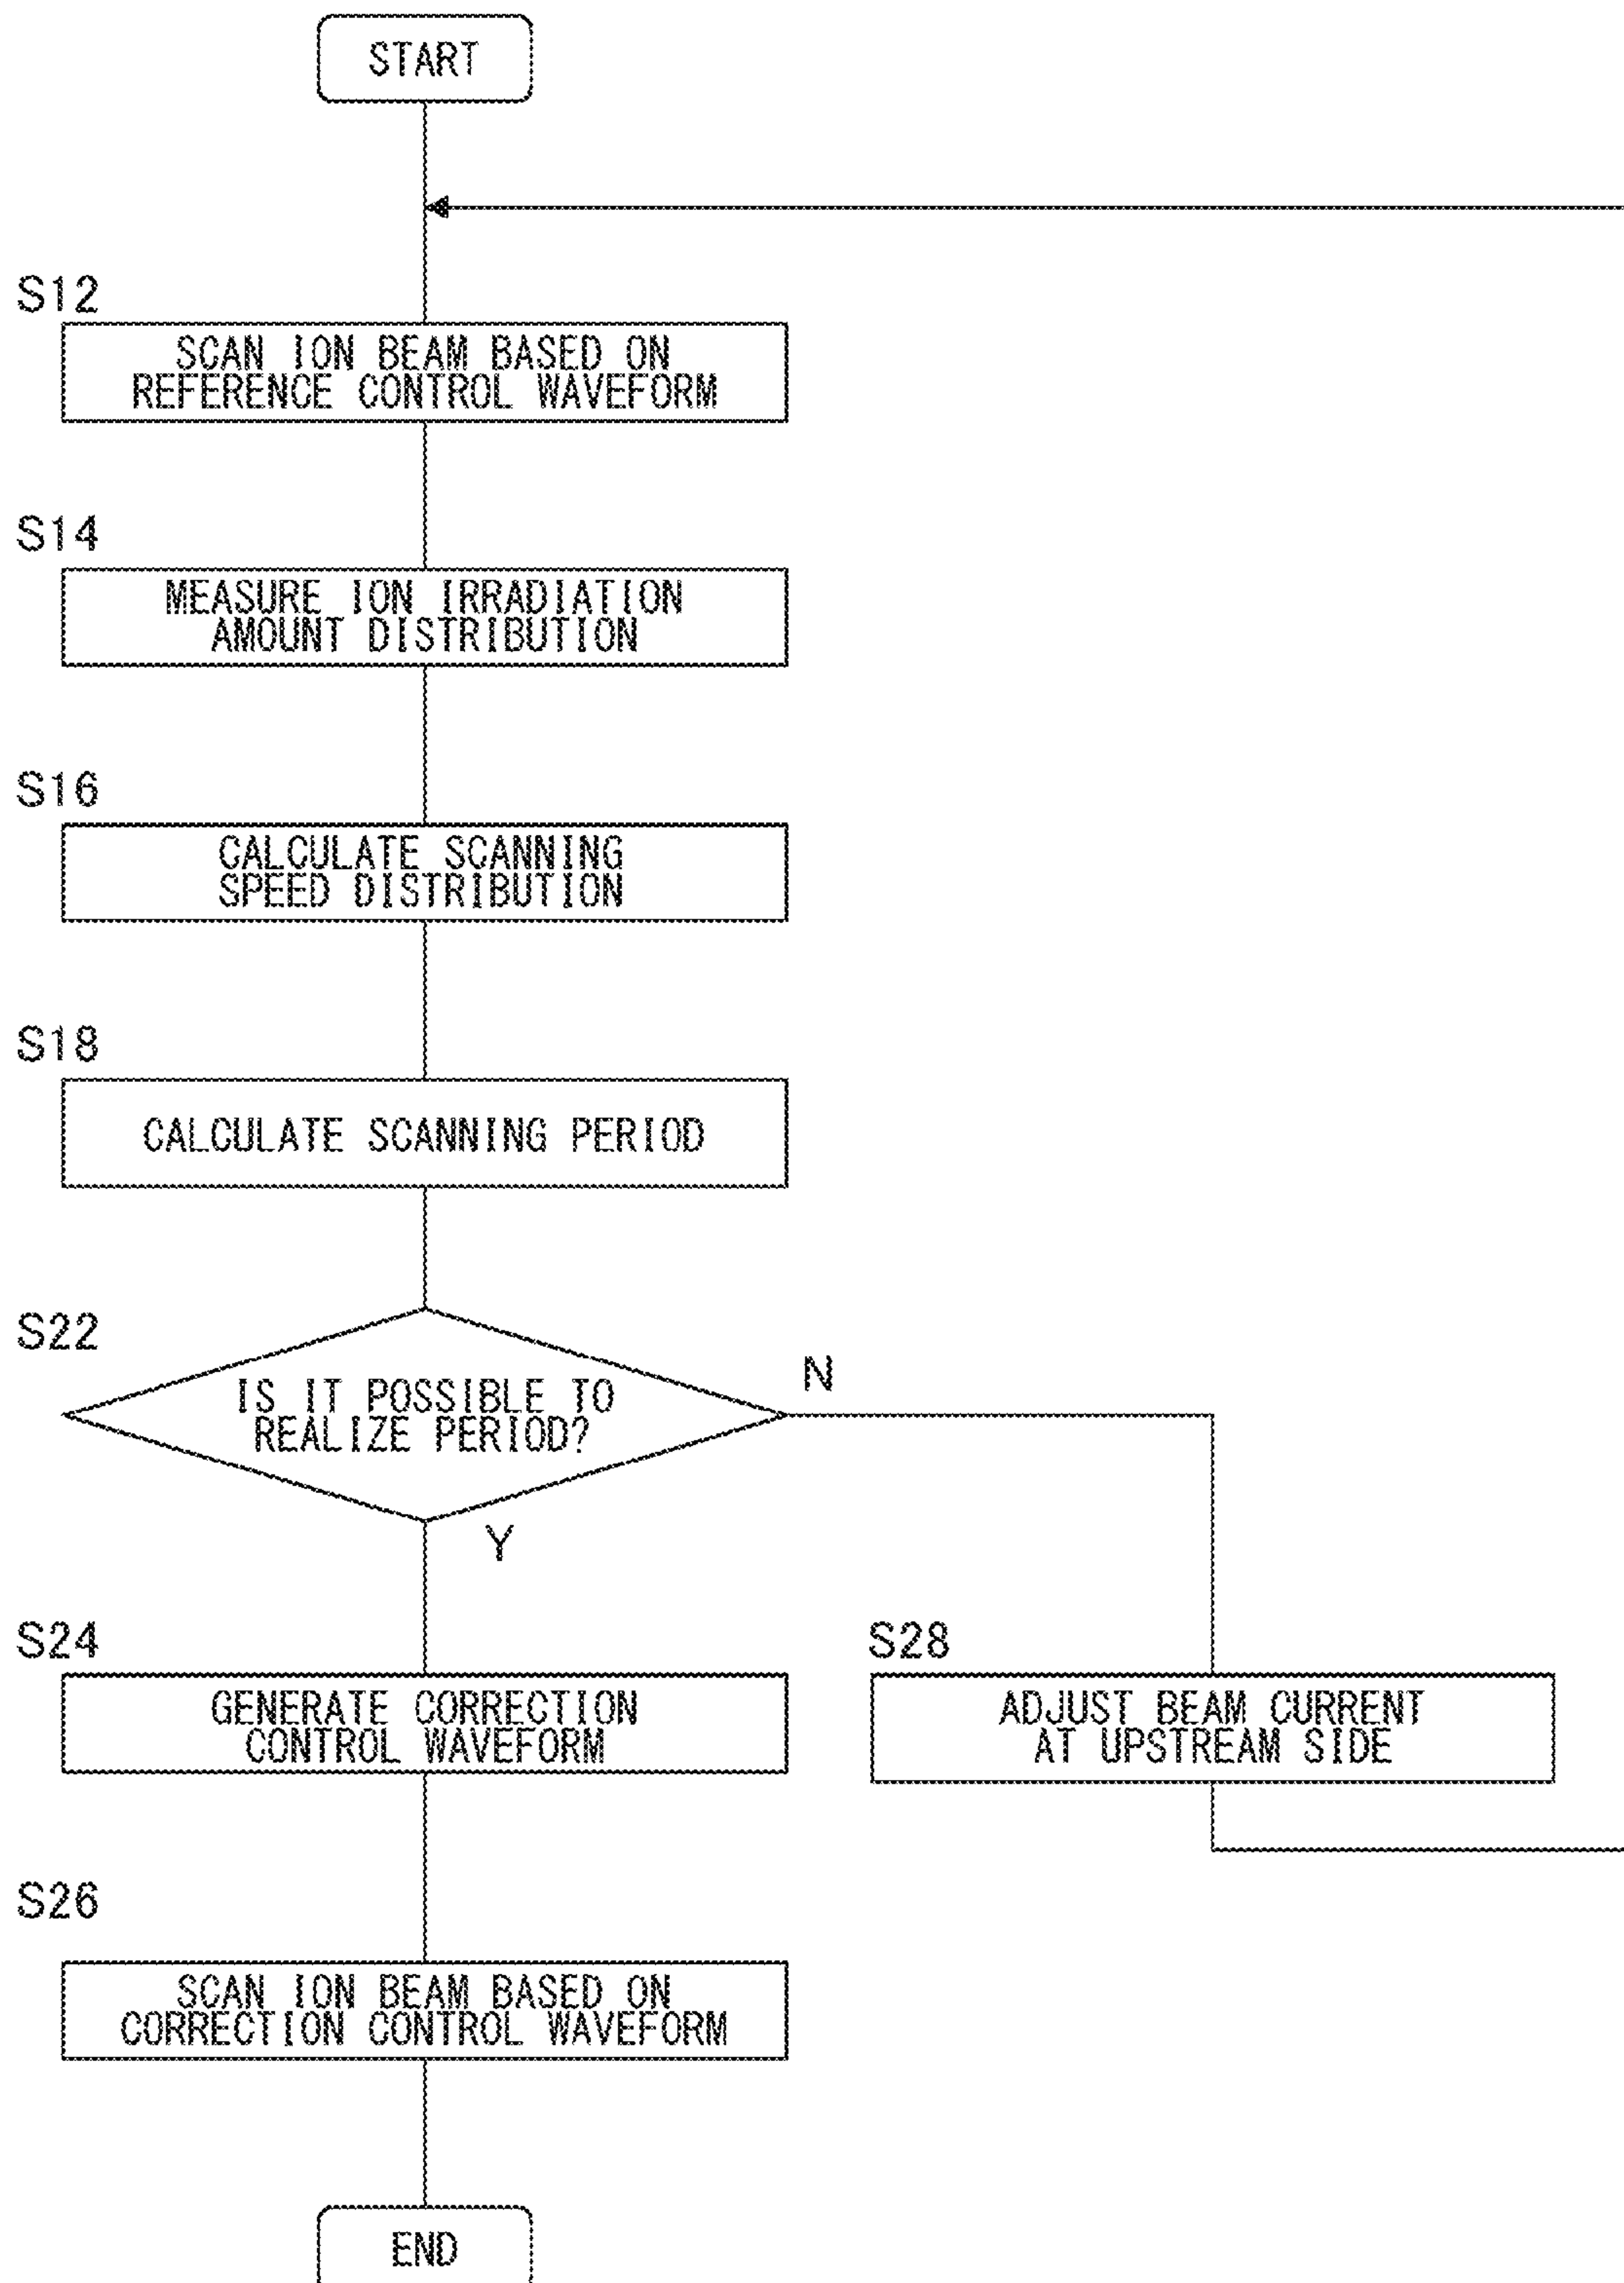 START
S12
SCAN ION BEAM BASED ON
REFERENCE CONTROL WAVEFORM
S14
MEASURE ION IRRADIATION
AMOUNT DISTRIBUTION
S16
CALCULATE SCANNING
SPEED DISTRIBUTION
S18
CALCULATE SCANNING PERIOD
S22
IS IT POSSIBLE TO
REALIZE PERIOD?
N
Y
S24
GENERATE CORRECTION
CONTROL WAVEFORM
S28
ADJUST BEAM CURRENT
AT UPSTREAM SIDE
S26
SCAN ION BEAM BASED ON
CORRECTION CONTROL WAVEFORM
END